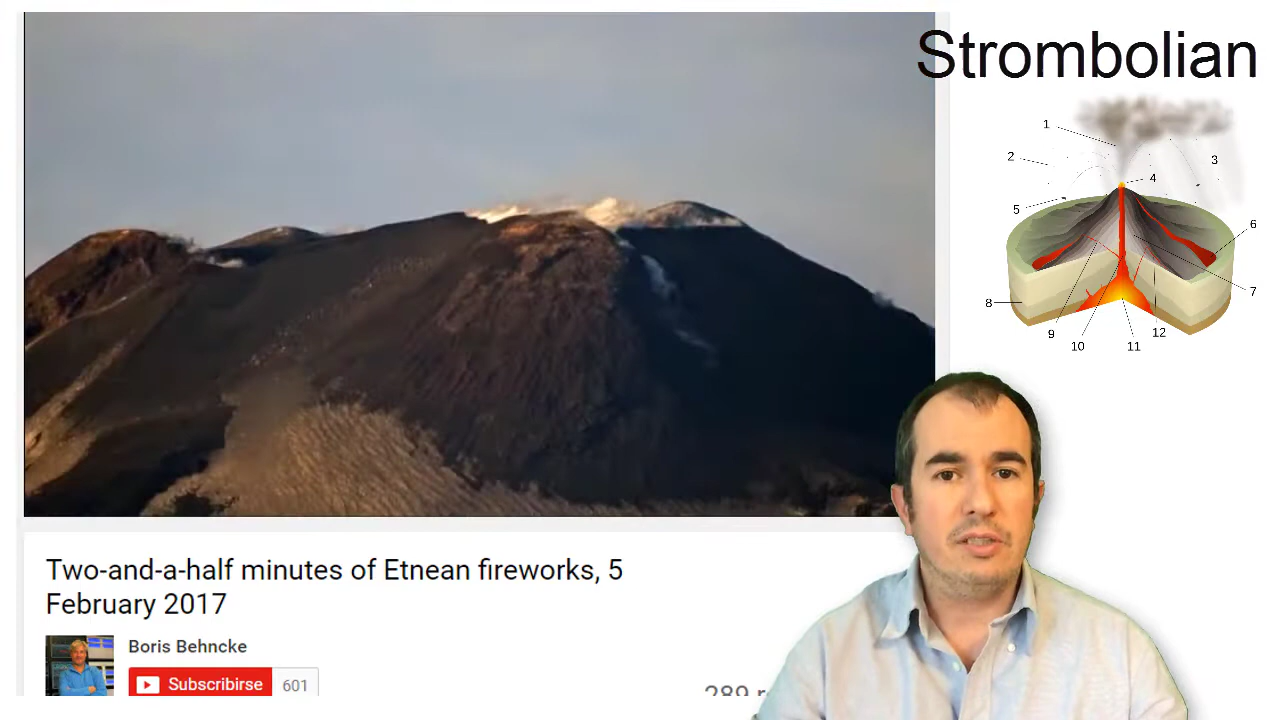 Strombolian
1
2
3
4
5
6
7
8
9
10
11
12
Two-and-a-half minutes of Etnean fireworks, 5
February 2017
Boris Behncke
Subscribirse 601
289